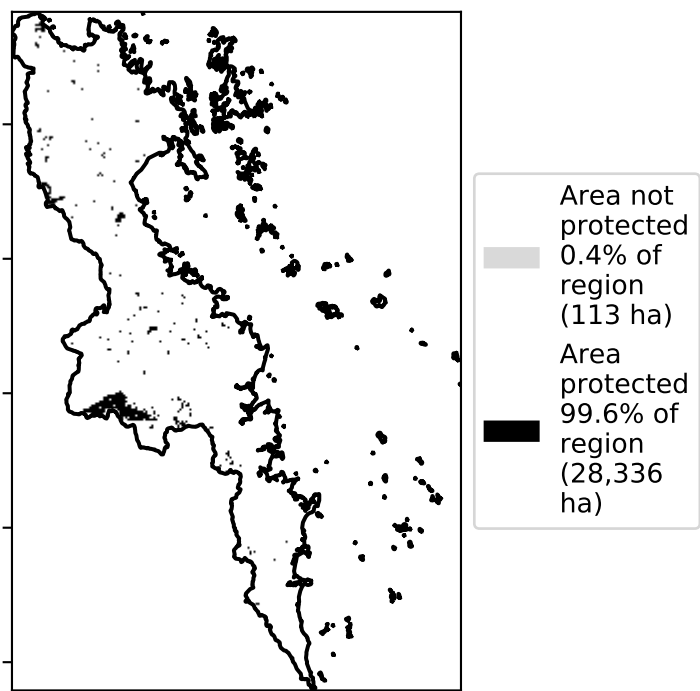 Area not
protected
0.4% of
region
(113 ha)
Area
protected
99.6% of
region
(28,336
ha)